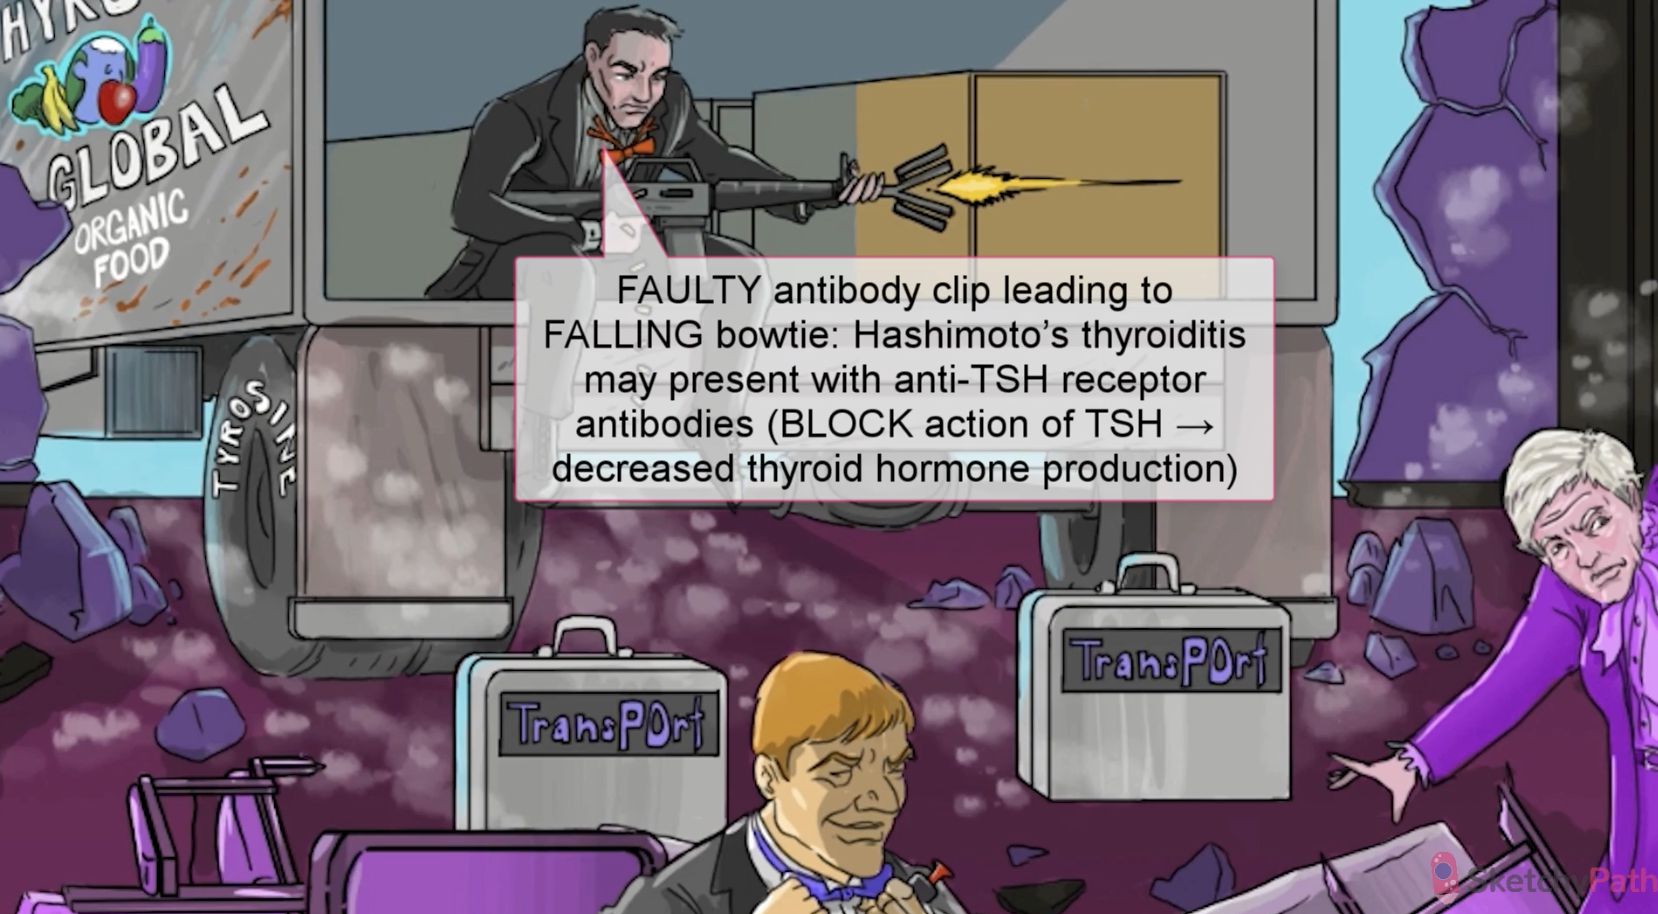 GLOBAL
ORGANIC
FOOD
FAULTY antibody clip leading to
FALLING bowtie: Hashimoto’s thyroiditis
may present with anti-TSH receptor
antibodies (BLOCK action of TSH →
decreased thyroid hormone production)
TYROSINE
TransPOrt
TransPOrt
SketchyPath